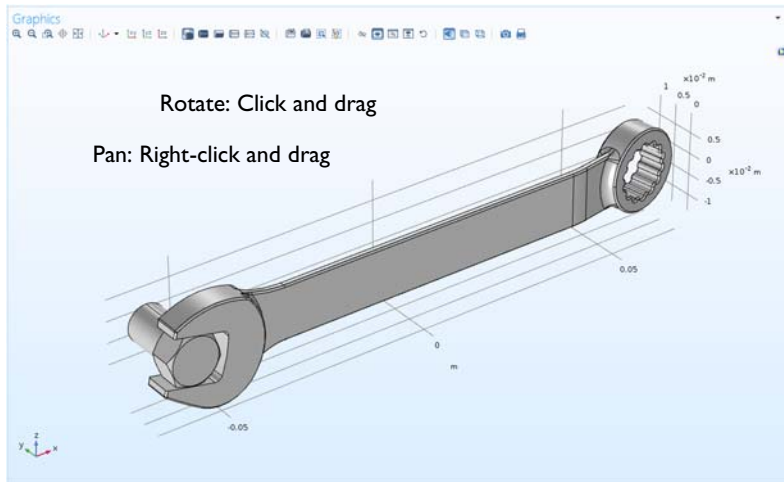 Graphics
Rotate: Click and drag
Pan: Right-click and drag
×10⁻² m
1
0.5
0
0.5
0
×10⁻² m
-0.5
-1
0.05
0
m
-0.05
z
y
x